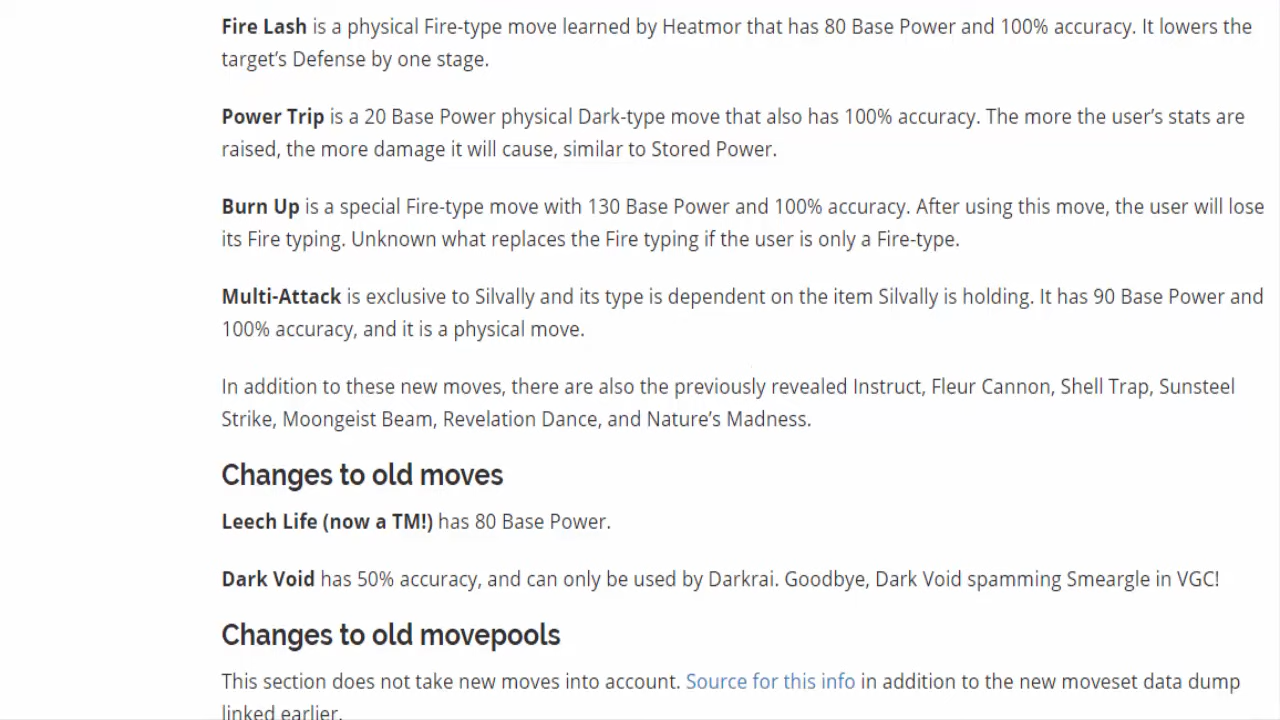 Fire Lash is a physical Fire-type move learned by Heatmor that has 80 Base Power and 100% accuracy. It lowers the
target’s Defense by one stage.
Power Trip is a 20 Base Power physical Dark-type move that also has 100% accuracy. The more the user’s stats are
raised, the more damage it will cause, similar to Stored Power.
Burn Up is a special Fire-type move with 130 Base Power and 100% accuracy. After using this move, the user will lose
its Fire typing. Unknown what replaces the Fire typing if the user is only a Fire-type.
Multi-Attack is exclusive to Silvally and its type is dependent on the item Silvally is holding. It has 90 Base Power and
100% accuracy, and it is a physical move.
In addition to these new moves, there are also the previously revealed Instruct, Fleur Cannon, Shell Trap, Sunsteel
Strike, Moongeist Beam, Revelation Dance, and Nature’s Madness.
Changes to old moves
Leech Life (now a TM!) has 80 Base Power.
Dark Void has 50% accuracy, and can only be used by Darkrai. Goodbye, Dark Void spamming Smeargle in VGC!
Changes to old movepools
This section does not take new moves into account. Source for this info in addition to the new moveset data dump
linked earlier.